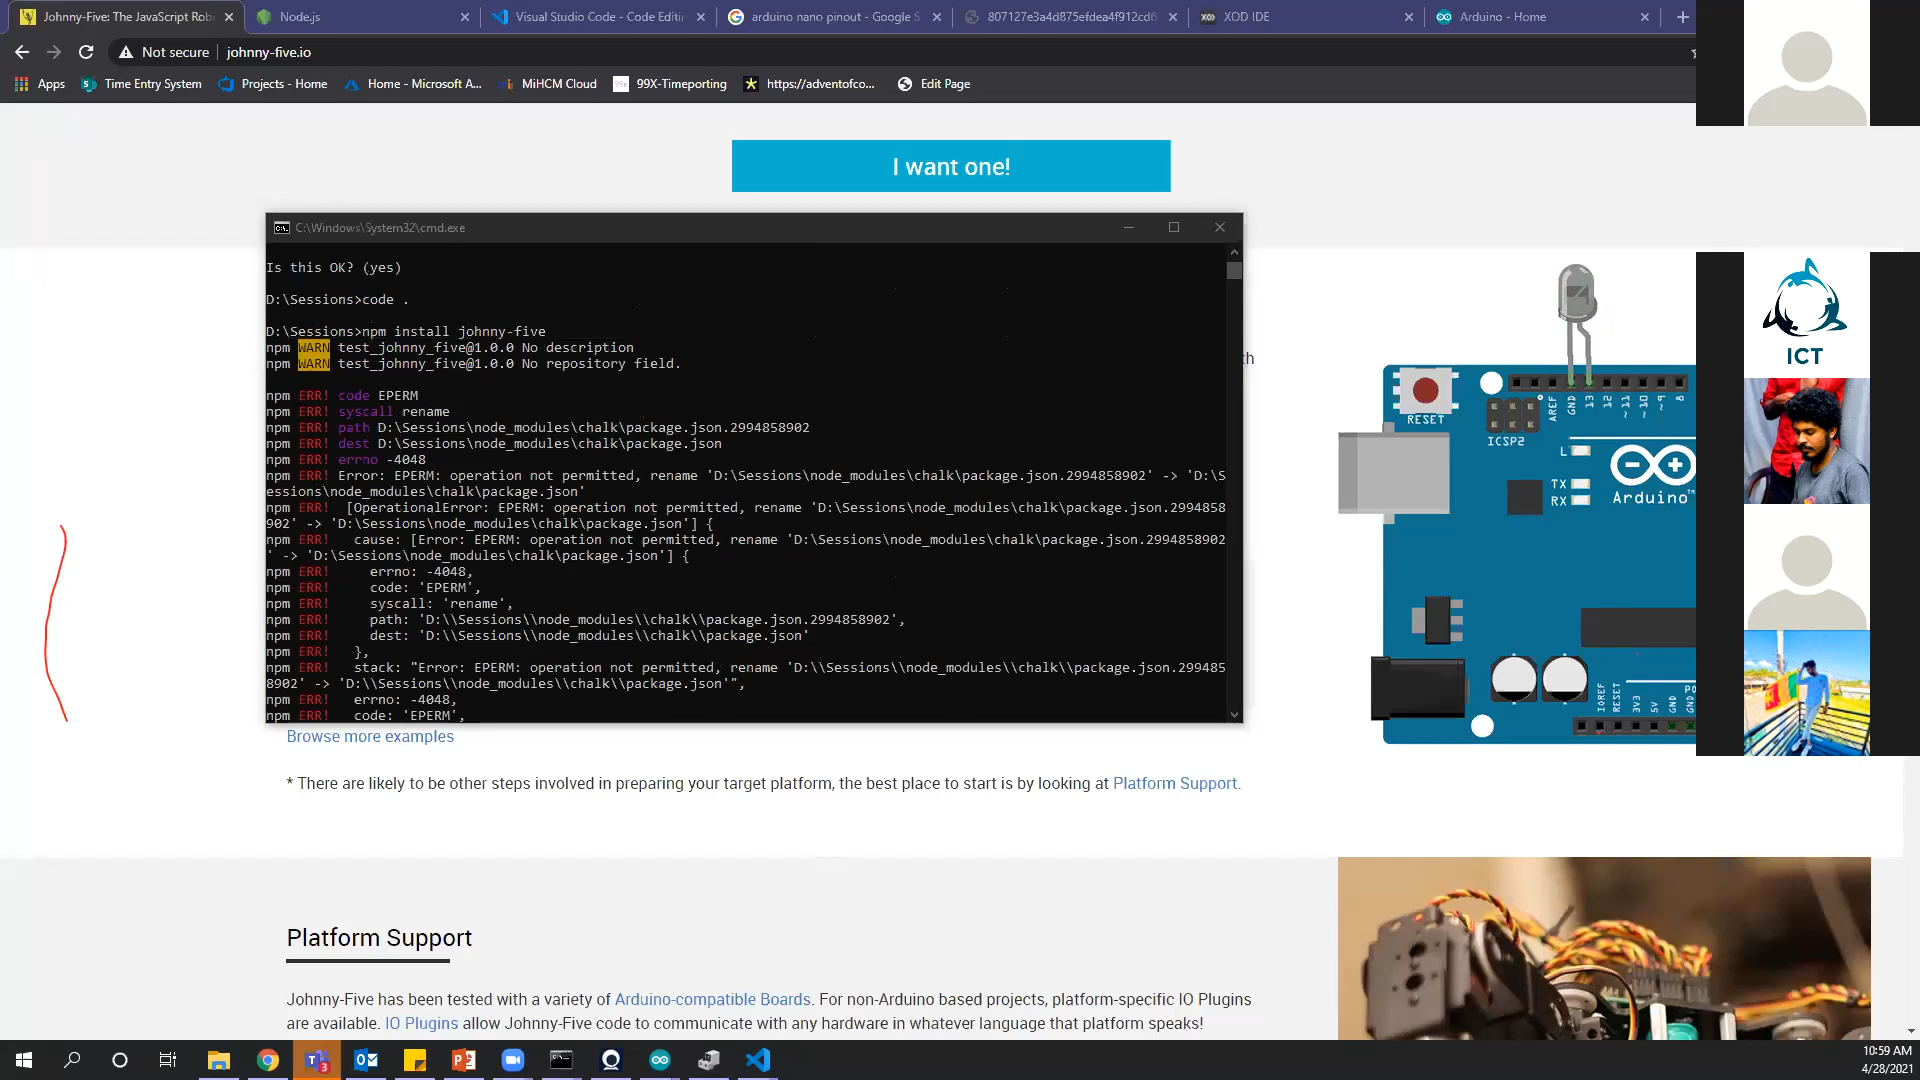 Johnny-Five: The JavaScript Rob
Node.js
Visual Studio Code - Code Editi
arduino nano pinout - Google S
807127e3a4d875efdea4f912cd6
XOD IDE
Arduino - Home
Not secure
johnny-five.io
Apps
Time Entry System
Projects - Home
Home - Microsoft A...
MiHCM Cloud
99X-Timeporting
https://adventofco...
Edit Page
I want one!
C:\Windows\System32\cmd.exe
Is this OK? (yes)
D:\Sessions>code .
D:\Sessions>npm install johnny-five
npm WARN test_johnny_five@1.0.0 No description
npm WARN test_johnny_five@1.0.0 No repository field.
npm ERR! code EPERM
npm ERR! syscall rename
npm ERR! path D:\Sessions\node_modules\chalk\package.json.2994858902
npm ERR! dest D:\Sessions\node_modules\chalk\package.json
npm ERR! errno -4048
npm ERR! Error: EPERM: operation not permitted, rename 'D:\Sessions\node_modules\chalk\package.json.2994858902' -> 'D:\S
essions\node_modules\chalk\package.json'
npm ERR!  [OperationalError: EPERM: operation not permitted, rename 'D:\Sessions\node_modules\chalk\package.json.2994858
902' -> 'D:\Sessions\node_modules\chalk\package.json'] {
npm ERR!   cause: [Error: EPERM: operation not permitted, rename 'D:\Sessions\node_modules\chalk\package.json.2994858902
' -> 'D:\Sessions\node_modules\chalk\package.json'] {
npm ERR!     errno: -4048,
npm ERR!     code: 'EPERM',
npm ERR!     syscall: 'rename',
npm ERR!     path: 'D:\\Sessions\\node_modules\\chalk\\package.json.2994858902',
npm ERR!     dest: 'D:\\Sessions\\node_modules\\chalk\\package.json'
npm ERR!   },
npm ERR!   stack: "Error: EPERM: operation not permitted, rename 'D:\\Sessions\\node_modules\\chalk\\package.json.299485
8902' -> 'D:\\Sessions\\node_modules\\chalk\\package.json'",
npm ERR!   errno: -4048,
npm ERR!   code: 'EPERM',
th
RESET
ICSP2
AREF
GND
13
12
~11
~10
~9
8
L
TX
RX
Arduino™
IOREF
RESET
3V3
5V
GND
GND
PO
ICT
Browse more examples
* There are likely to be other steps involved in preparing your target platform, the best place to start is by looking at Platform Support.
Platform Support
Johnny-Five has been tested with a variety of Arduino-compatible Boards. For non-Arduino based projects, platform-specific IO Plugins
are available. IO Plugins allow Johnny-Five code to communicate with any hardware in whatever language that platform speaks!
3
10:59 AM
4/28/2021